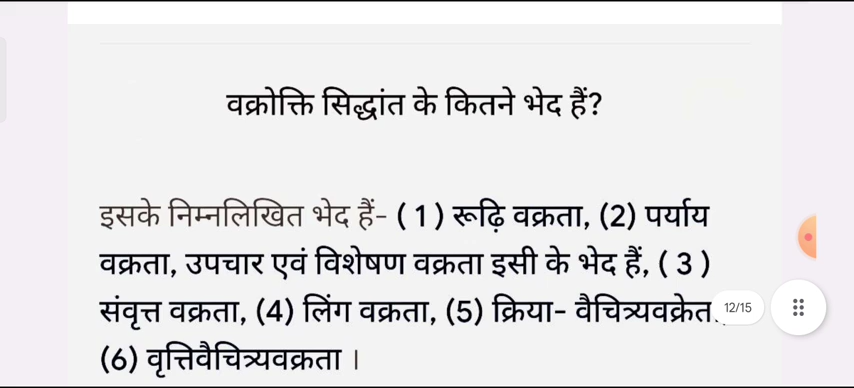 वक्रोक्ति सिद्धांत के कितने भेद हैं?
इसके निम्नलिखित भेद हैं- ( 1 ) रूढ़ि वक्रता, (2) पर्याय
वक्रता, उपचार एवं विशेषण वक्रता इसी के भेद हैं, ( 3 )
संवृत्त वक्रता, (4) लिंग वक्रता, (5) क्रिया- वैचित्र्यवक्रेत
12/15
(6) वृत्तिवैचित्र्यवक्रता ।